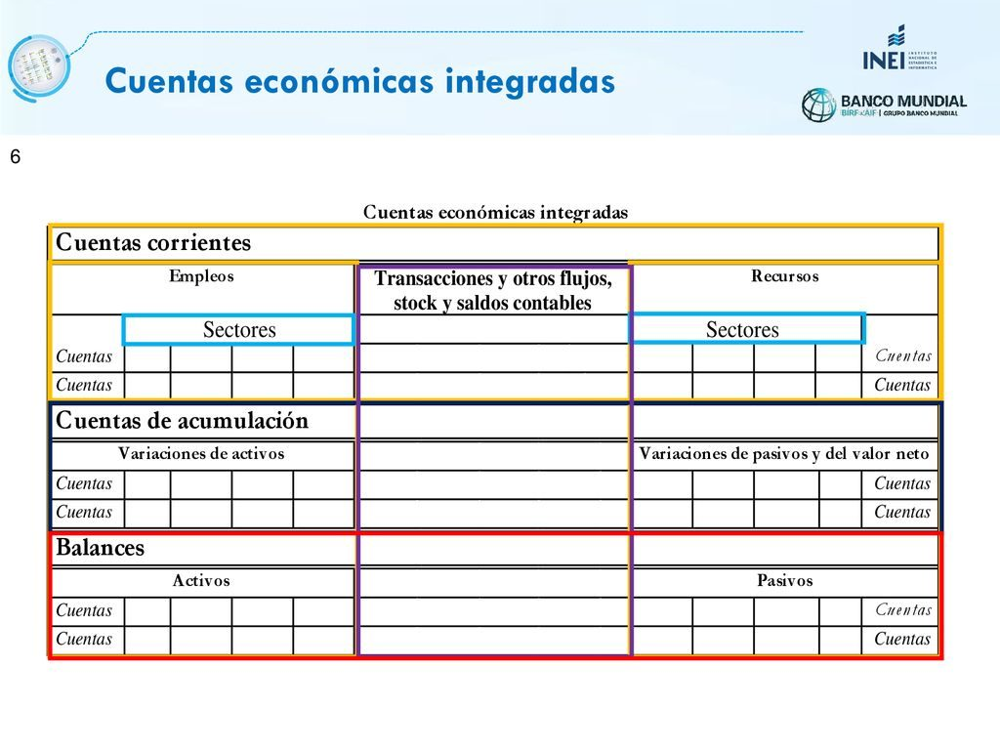 Cuentas económicas integradas
INEI
INSTITUTO
NACIONAL DE
ESTADÍSTICA E
INFORMÁTICA
BANCO MUNDIAL
BIRF • AIF | GRUPO BANCO MUNDIAL
6
Cuentas económicas integradas
Cuentas corrientes
Empleos
Transacciones y otros flujos,
stock y saldos contables
Recursos
Sectores
Sectores
Cuentas
Cuentas
Cuentas
Cuentas
Cuentas de acumulación
Variaciones de activos
Variaciones de pasivos y del valor neto
Cuentas
Cuentas
Cuentas
Cuentas
Balances
Activos
Pasivos
Cuentas
Cuentas
Cuentas
Cuentas